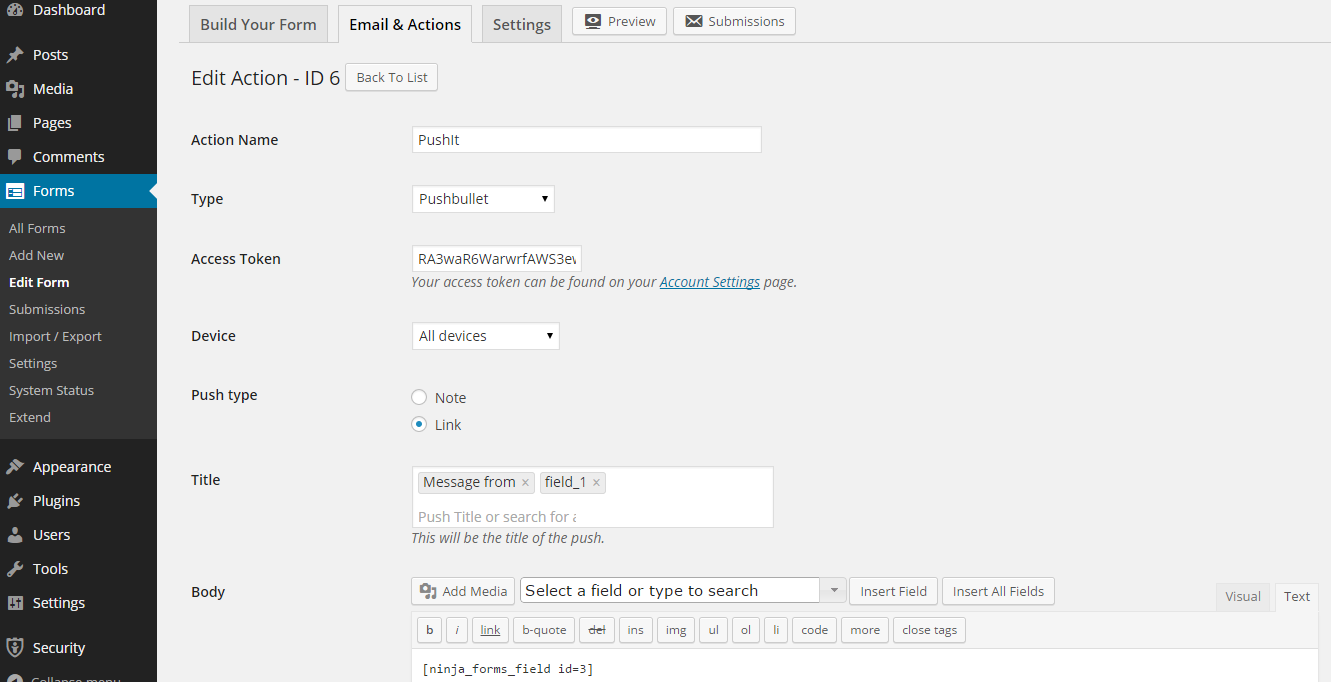 Dashboard
Posts
Media
Pages
Comments
Forms
All Forms
Add New
Edit Form
Submissions
Import / Export
Settings
System Status
Extend
Appearance
Plugins
Users
Tools
Settings
Security
Collapse menu
Build Your Form Email & Actions Settings Preview Submissions
Edit Action - ID 6 Back To List
Action Name PushIt
Type Pushbullet
Access Token RA3waR6WarwrfAWS3e
Your access token can be found on your Account Settings page.
Device All devices
Push type Note
Link
Title Message from × field_1 ×
Push Title or search for a
This will be the title of the push.
Body Add Media Select a field or type to search Insert Field Insert All Fields Visual Text
b i link b-quote del ins img ul ol li code more close tags
[ninja_forms_field id=3]